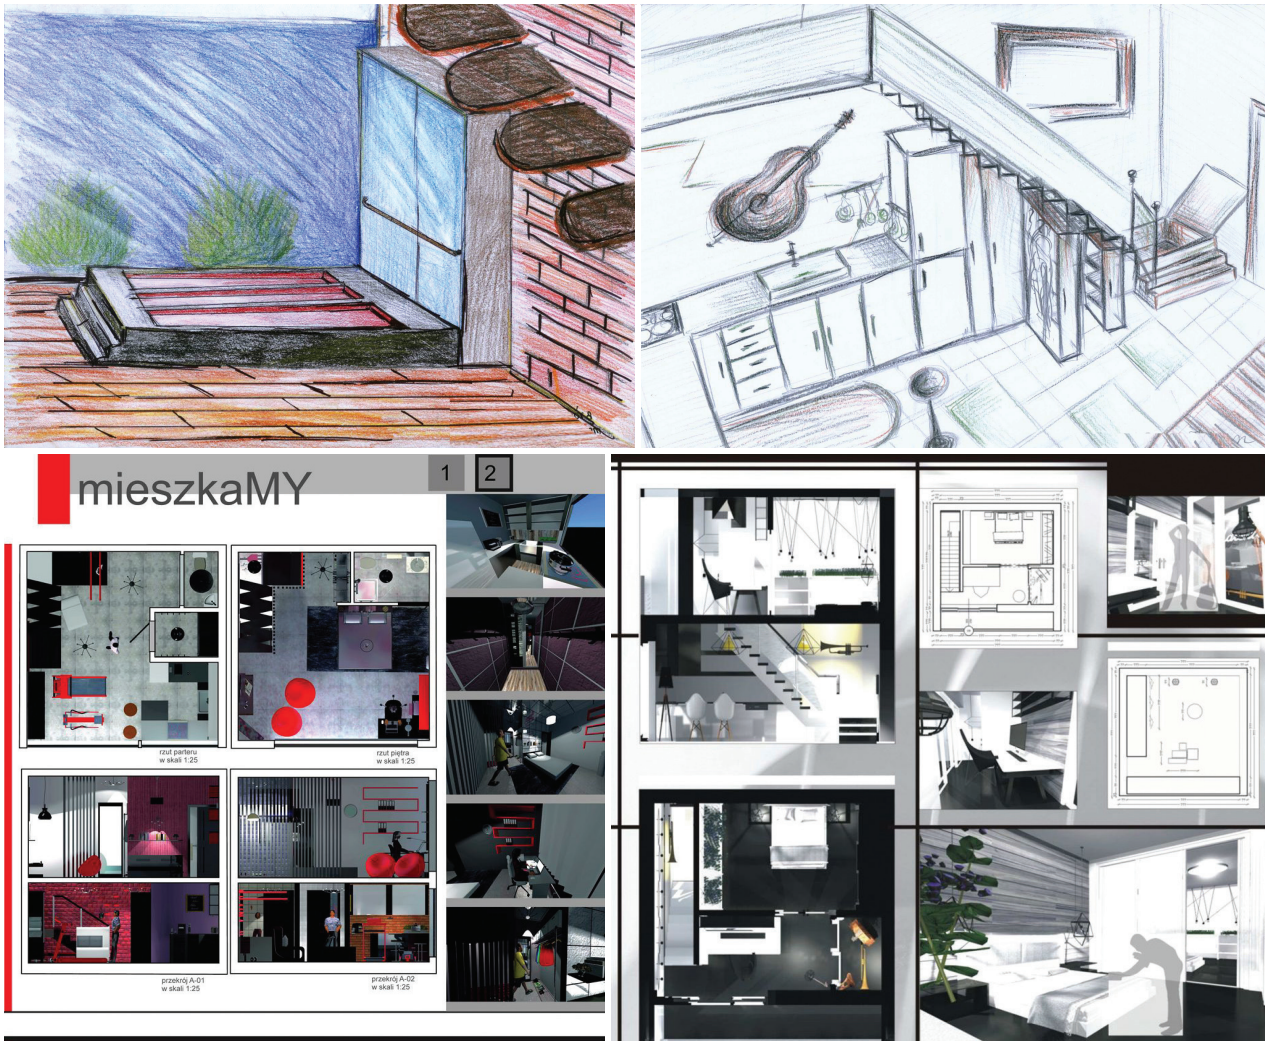 mieszkaMY
1
2
rzut parteru
w skali 1:25
rzut piętra
w skali 1:25
przekrój A-01
w skali 1:25
przekrój A-02
w skali 1:25